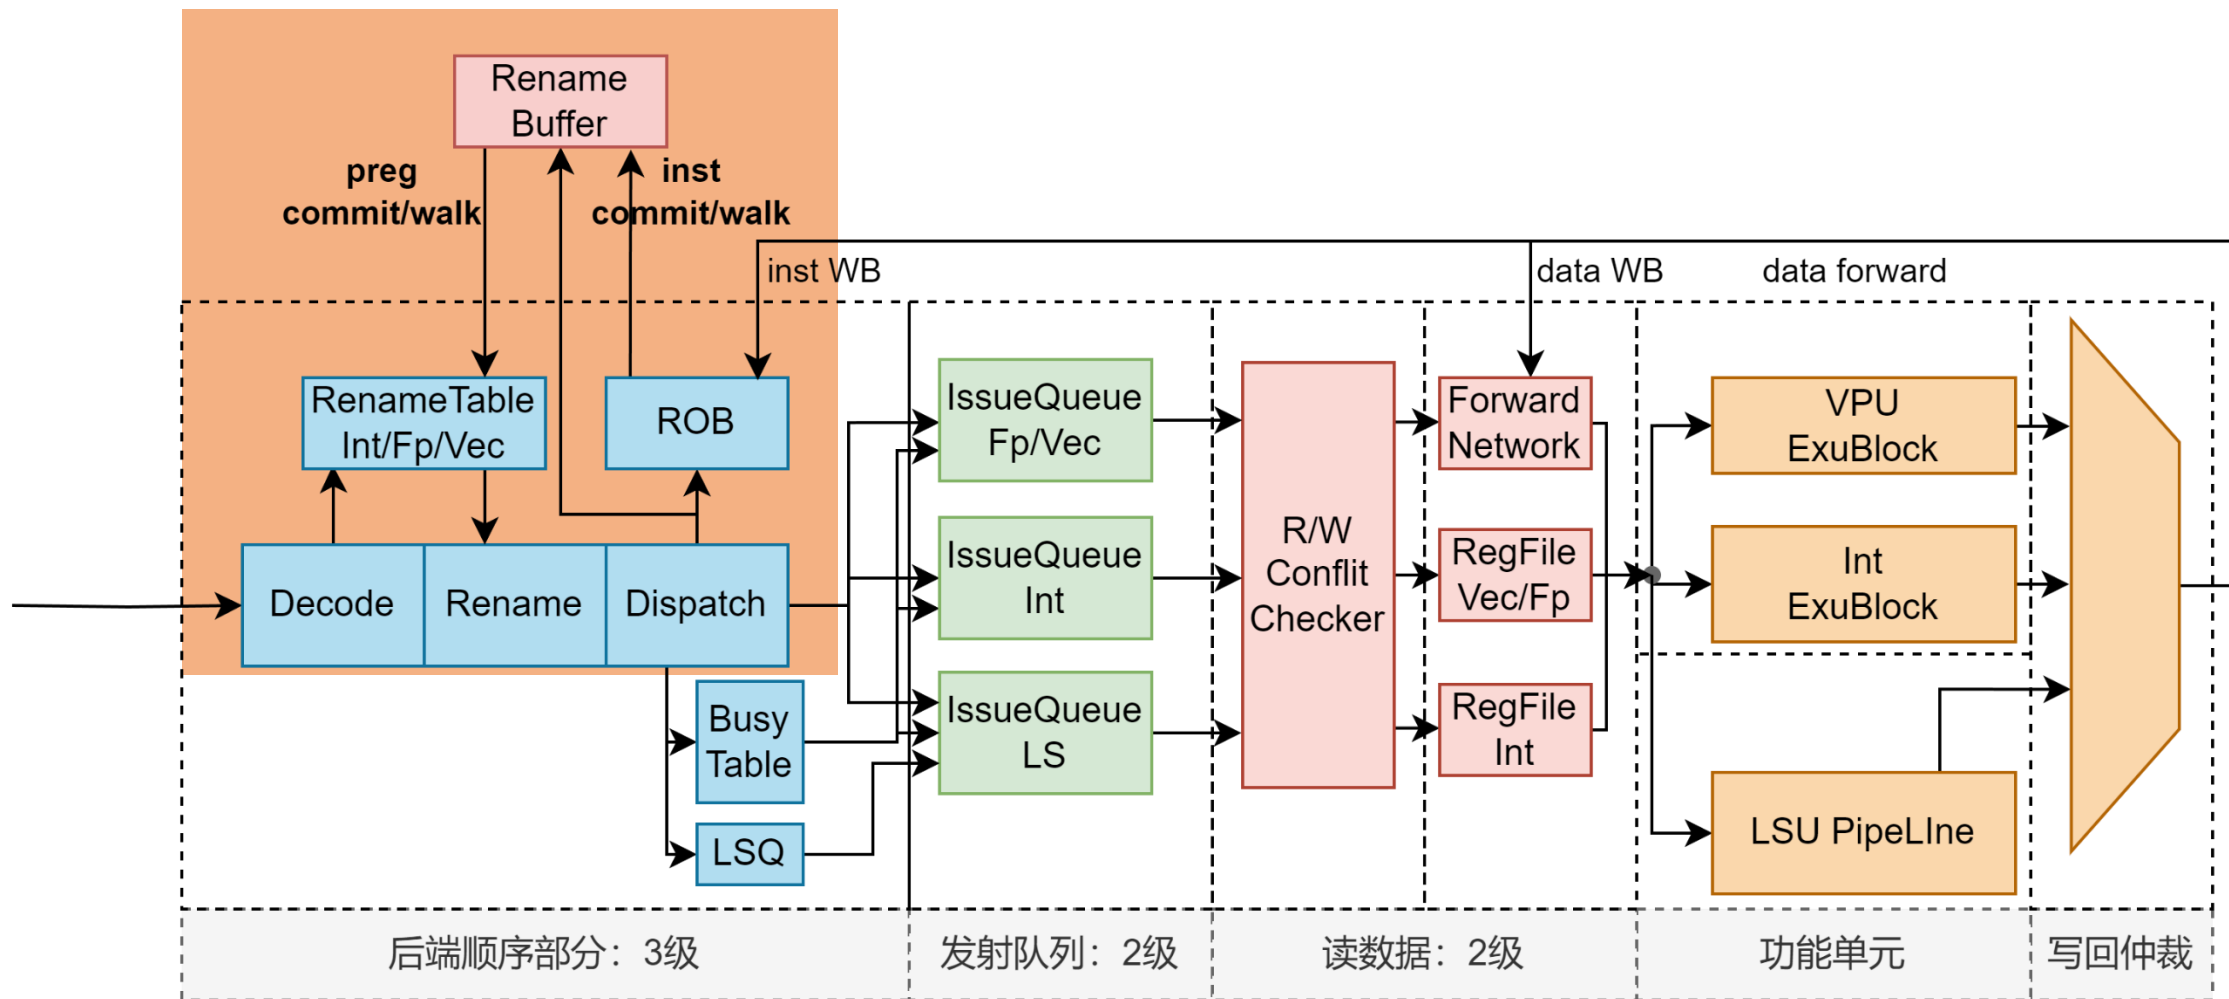 Rename
Buffer
preg
commit/walk
inst
commit/walk
inst WB
data WB
data forward
RenameTable
Int/Fp/Vec
ROB
Decode
Rename
Dispatch
Busy
Table
LSQ
IssueQueue
Fp/Vec
IssueQueue
Int
IssueQueue
LS
R/W
Conflit
Checker
Forward
Network
RegFile
Vec/Fp
RegFile
Int
VPU
ExuBlock
Int
ExuBlock
LSU PipeLIne
后端顺序部分：3级
发射队列：2级
读数据：2级
功能单元
写回仲裁